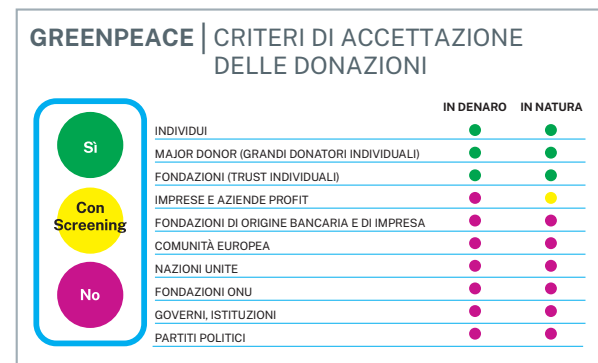 GREENPEACE | CRITERI DI ACCETTAZIONE
DELLE DONAZIONI
IN DENARO IN NATURA
Sì
Con
Screening
No
INDIVIDUI
MAJOR DONOR (GRANDI DONATORI INDIVIDUALI)
FONDAZIONI (TRUST INDIVIDUALI)
IMPRESE E AZIENDE PROFIT
FONDAZIONI DI ORIGINE BANCARIA E DI IMPRESA
COMUNITÀ EUROPEA
NAZIONI UNITE
FONDAZIONI ONU
GOVERNI, ISTITUZIONI
PARTITI POLITICI